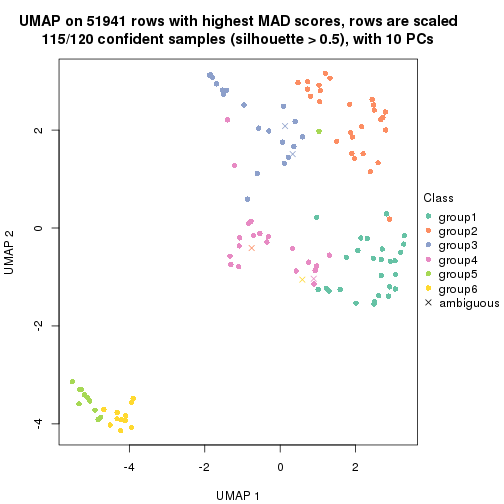 UMAP on 51941 rows with highest MAD scores, rows are scaled
115/120 confident samples (silhouette > 0.5), with 10 PCs
UMAP 2
2
0
-2
-4
-4
-2
0
2
UMAP 1
Class
group1
group2
group3
group4
group5
group6
ambiguous